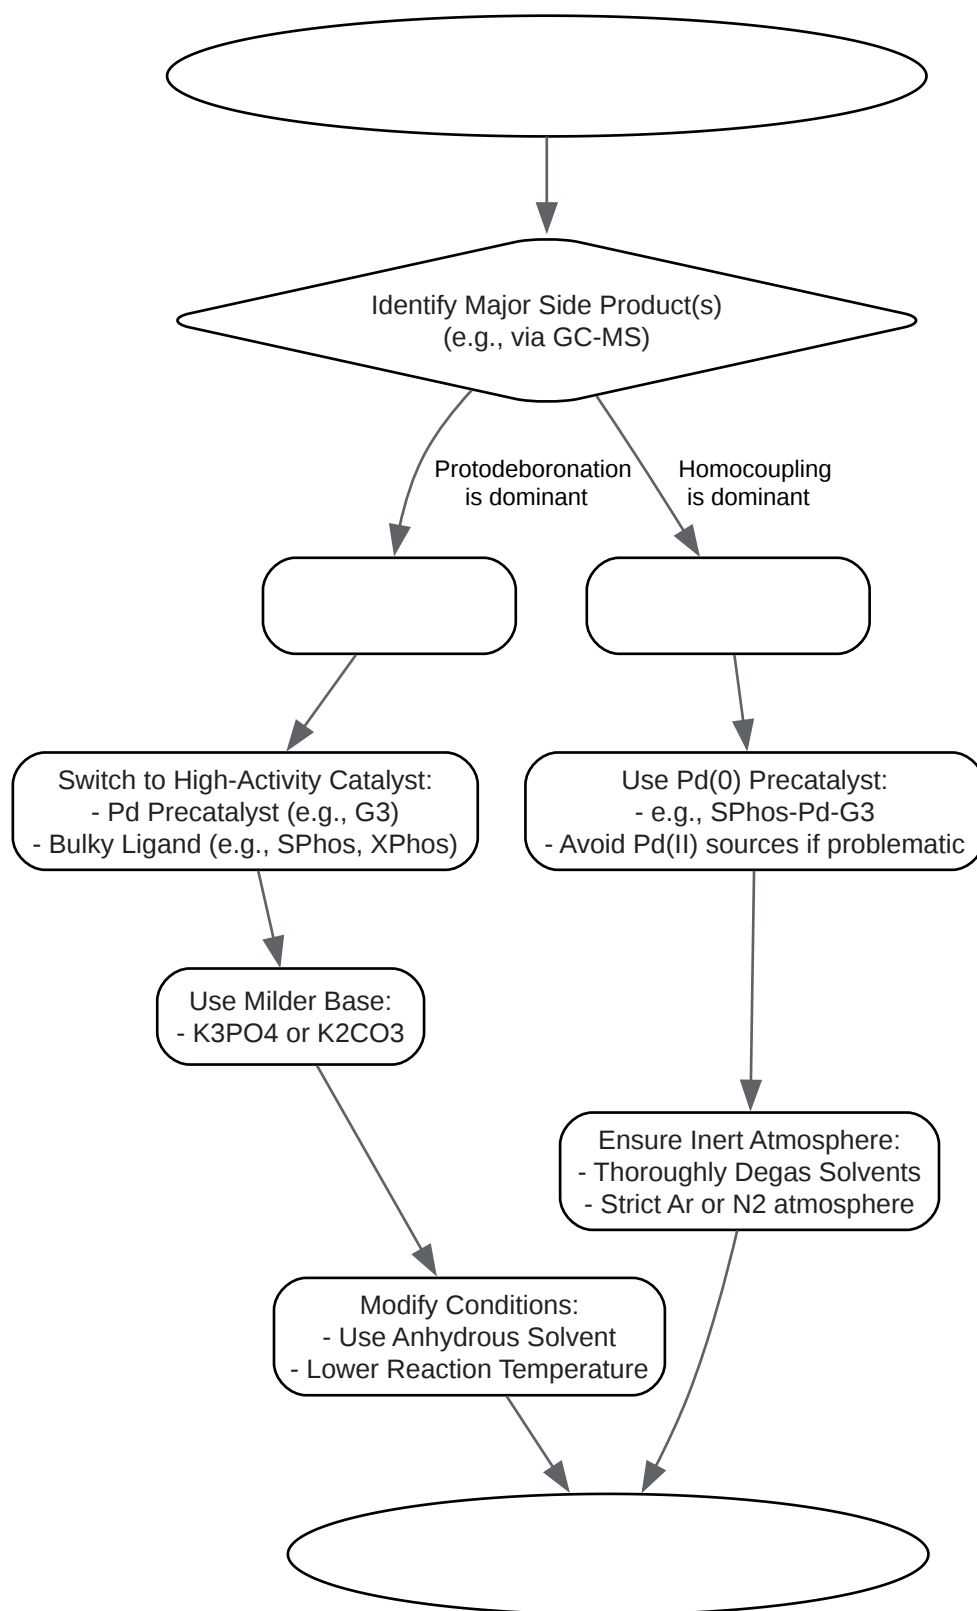 Identify Major Side Product(s)
(e.g., via GC-MS)
Protodeboronation
is dominant
Homocoupling
is dominant
Switch to High-Activity Catalyst:
- Pd Precatalyst (e.g., G3)
- Bulky Ligand (e.g., SPhos, XPhos)
Use Pd(0) Precatalyst:
- e.g., SPhos-Pd-G3
- Avoid Pd(II) sources if problematic
Use Milder Base:
- K3PO4 or K2CO3
Ensure Inert Atmosphere:
- Thoroughly Degas Solvents
- Strict Ar or N2 atmosphere
Modify Conditions:
- Use Anhydrous Solvent
- Lower Reaction Temperature